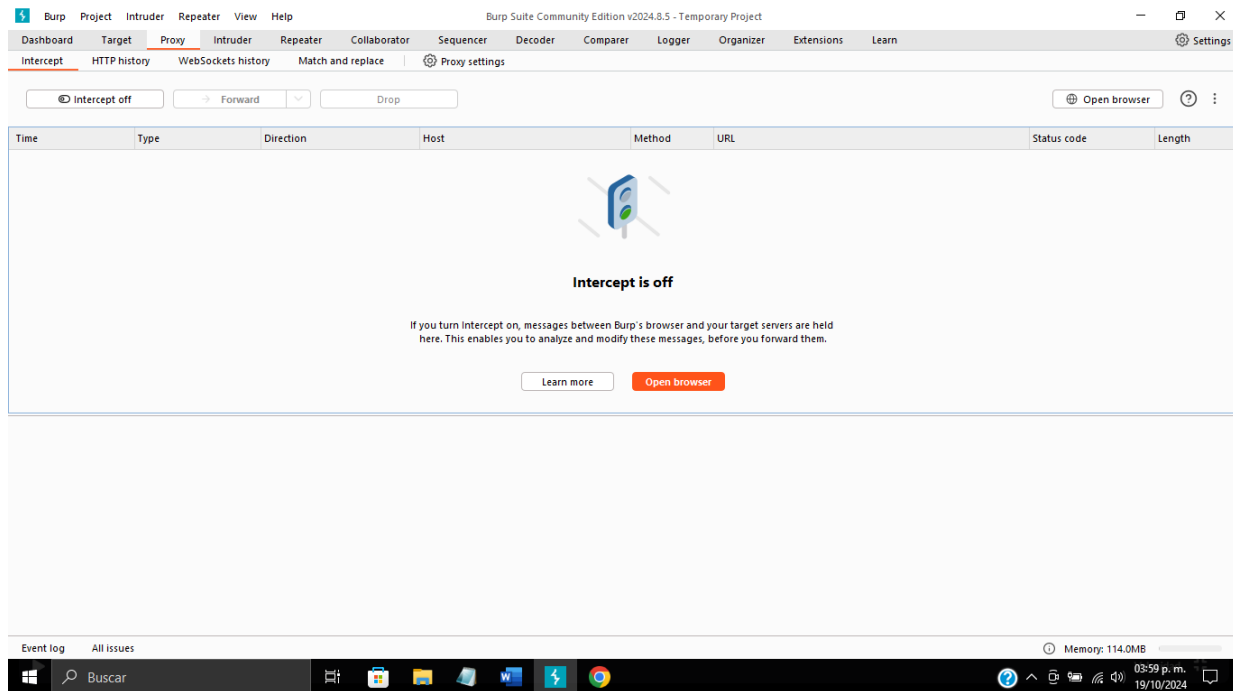 Burp Project Intruder Repeater View Help Burp Suite Community Edition v2024.8.5 - Temporary Project
Dashboard Target Proxy Intruder Repeater Collaborator Sequencer Decoder Comparer Logger Organizer Extensions Learn Settings
Intercept HTTP history WebSockets history Match and replace Proxy settings
Intercept off Forward Drop Open browser
Time Type Direction Host Method URL Status code Length
Intercept is off
If you turn Intercept on, messages between Burp's browser and your target servers are held
here. This enables you to analyze and modify these messages, before you forward them.
Learn more Open browser
Event log All issues Memory: 114.0MB
Buscar 03:59 p. m.
19/10/2024